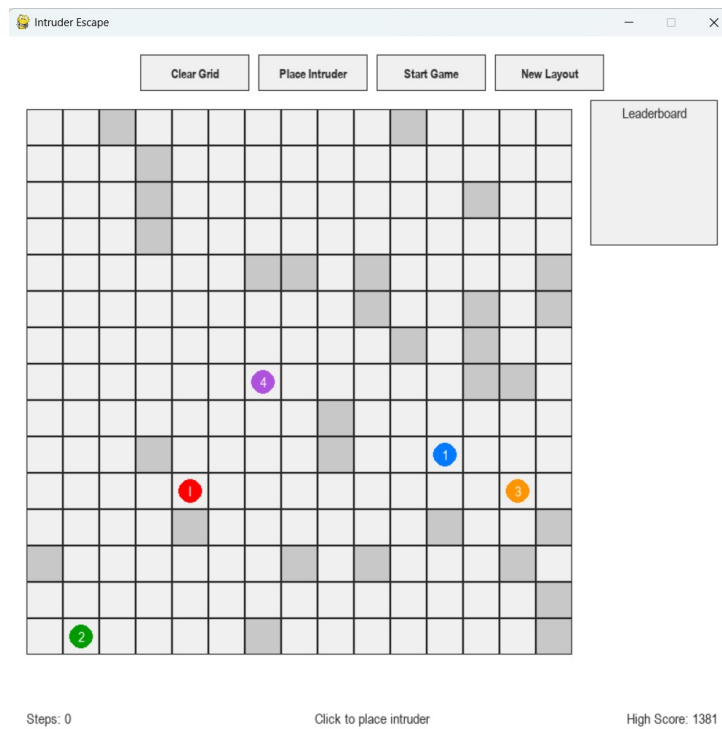 Intruder Escape
Clear Grid Place Intruder Start Game New Layout
Leaderboard
4
1
I 3
2
Steps: 0 Click to place intruder High Score: 1381